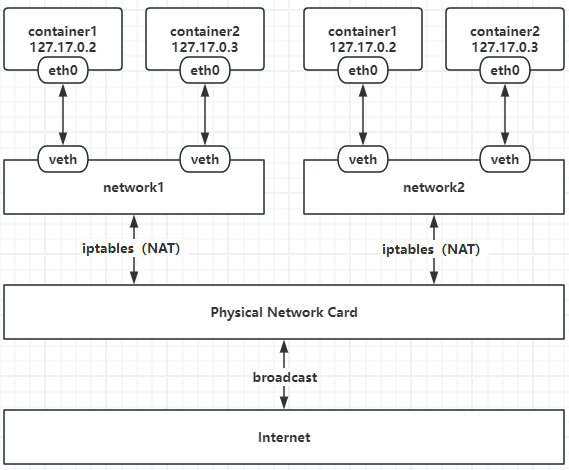 container1
127.17.0.2
eth0
container2
127.17.0.3
eth0
container1
127.17.0.2
eth0
container2
127.17.0.3
eth0
veth
veth
network1
veth
veth
network2
iptables（NAT）
iptables（NAT）
Physical Network Card
broadcast
Internet